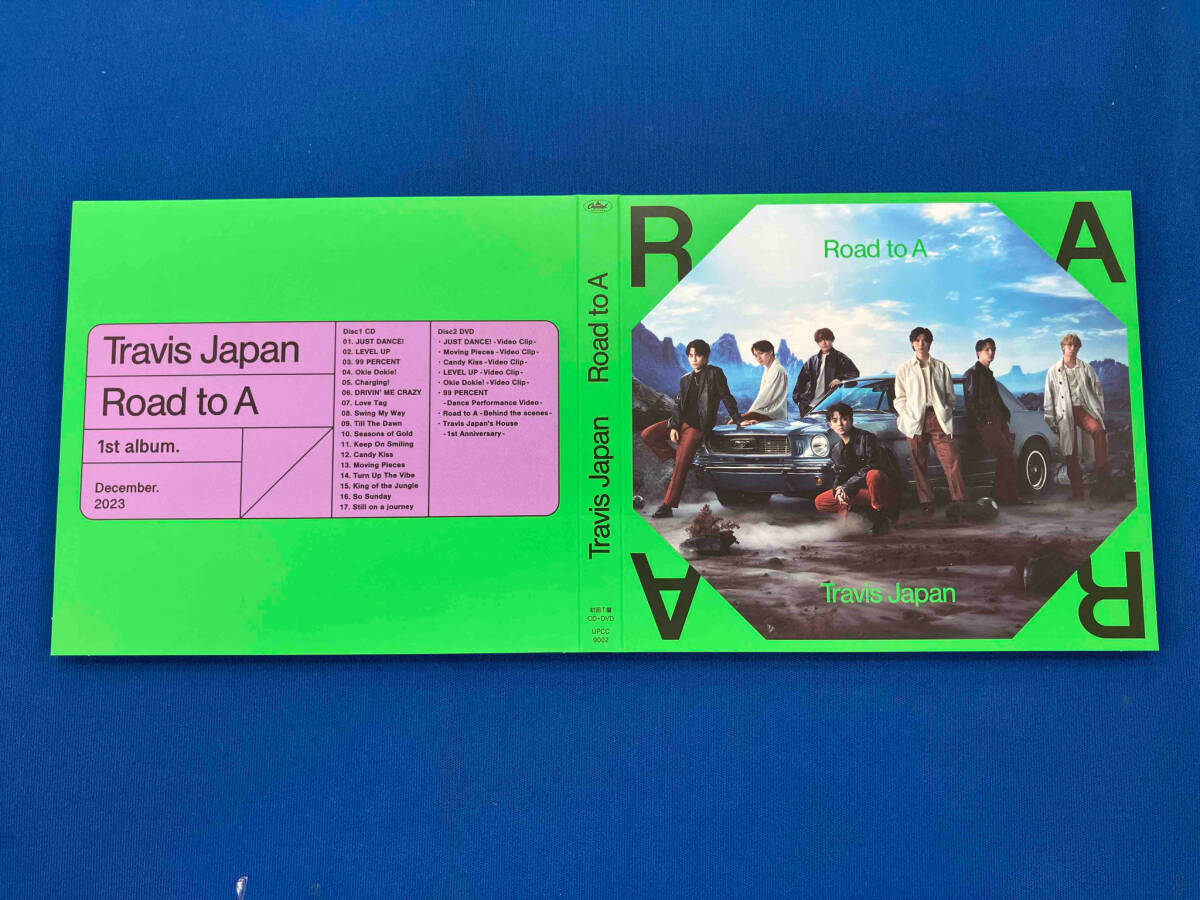 Travis Japan
Road to A
1st album.
December.
2023
Disc1 CD
01. JUST DANCE!
02. LEVEL UP
03. 99 PERCENT
04. Okie Dokie!
05. Charging!
06. DRIVIN' ME CRAZY
07. Love Tag
08. Swing My Way
09. Till The Dawn
10. Seasons of Gold
11. Keep On Smiling
12. Candy Kiss
13. Moving Pieces
14. Turn Up The Vibe
15. King of the Jungle
16. So Sunday
17. Still on a journey
Disc2 DVD
・JUST DANCE! -Video Clip-
・Moving Pieces -Video Clip-
・Candy Kiss -Video Clip-
・LEVEL UP -Video Clip-
・Okie Dokie! -Video Clip-
・99 PERCENT
-Dance Performance Video-
・Road to A -Behind the scenes-
・Travis Japan's House
-1st Anniversary-
Capitol
Travis Japan Road to A
初回T盤
CD+DVD
UPCC
9002
R
A
Road to A
Travis Japan
A
R